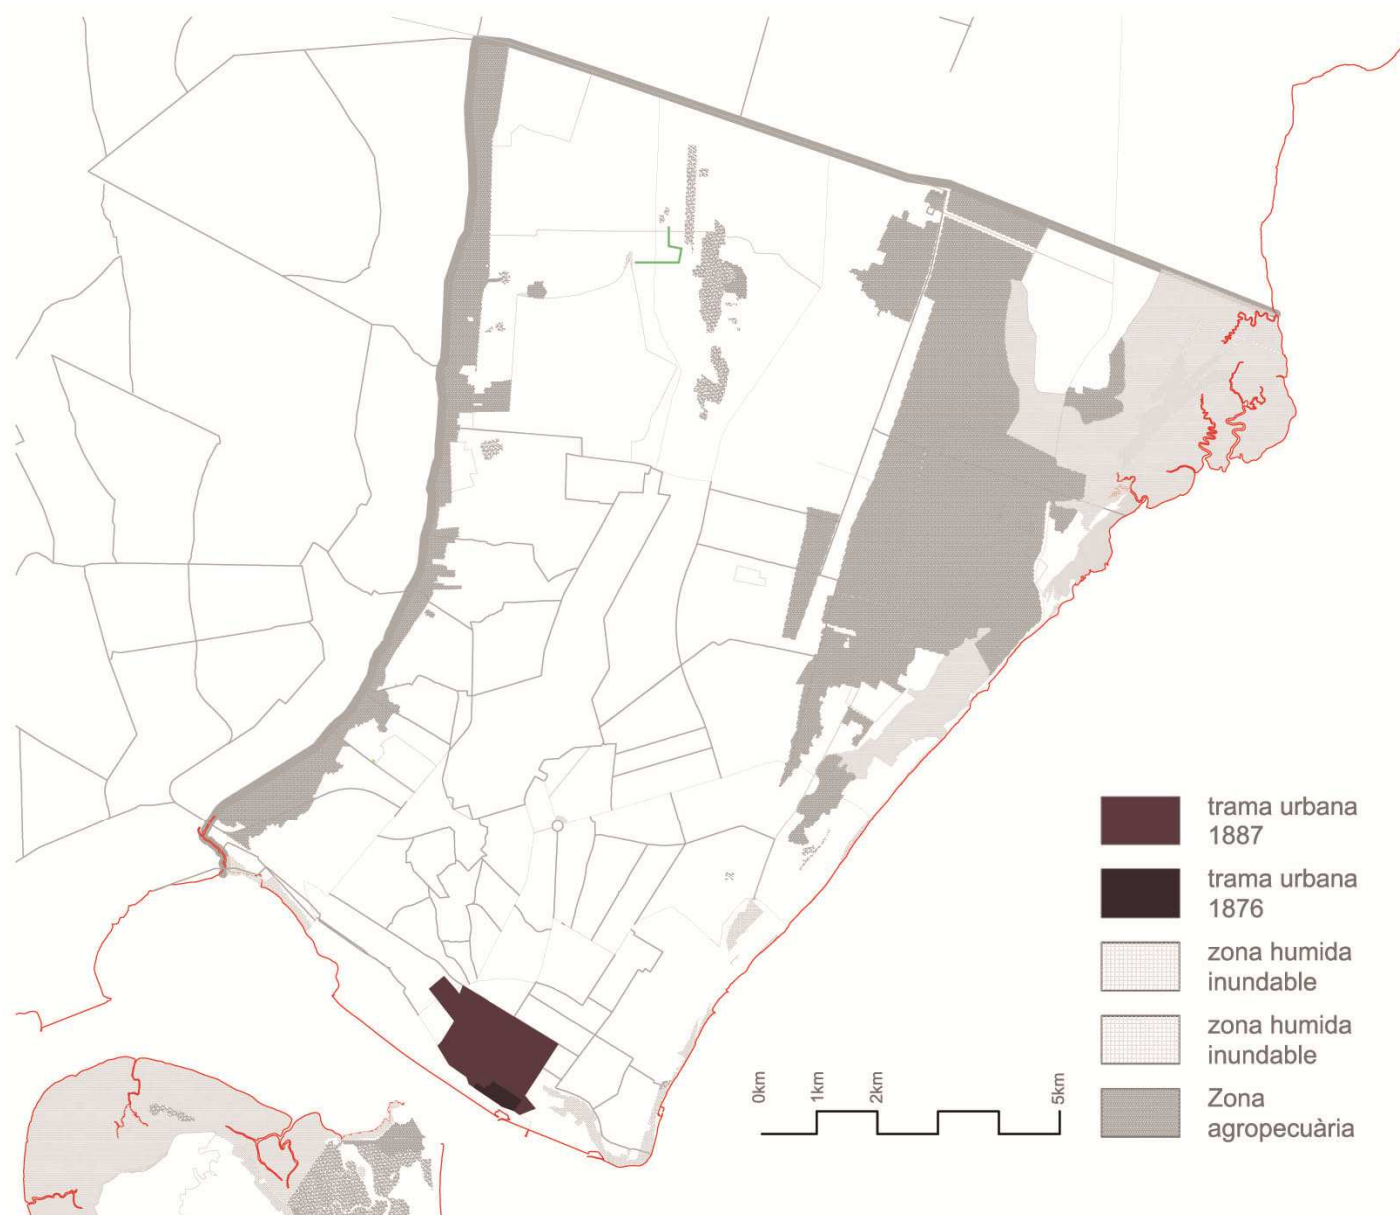 trama urbana
1887
trama urbana
1876
zona humida
inundable
zona humida
inundable
Zona
agropecuària
0km
1km
2km
5km